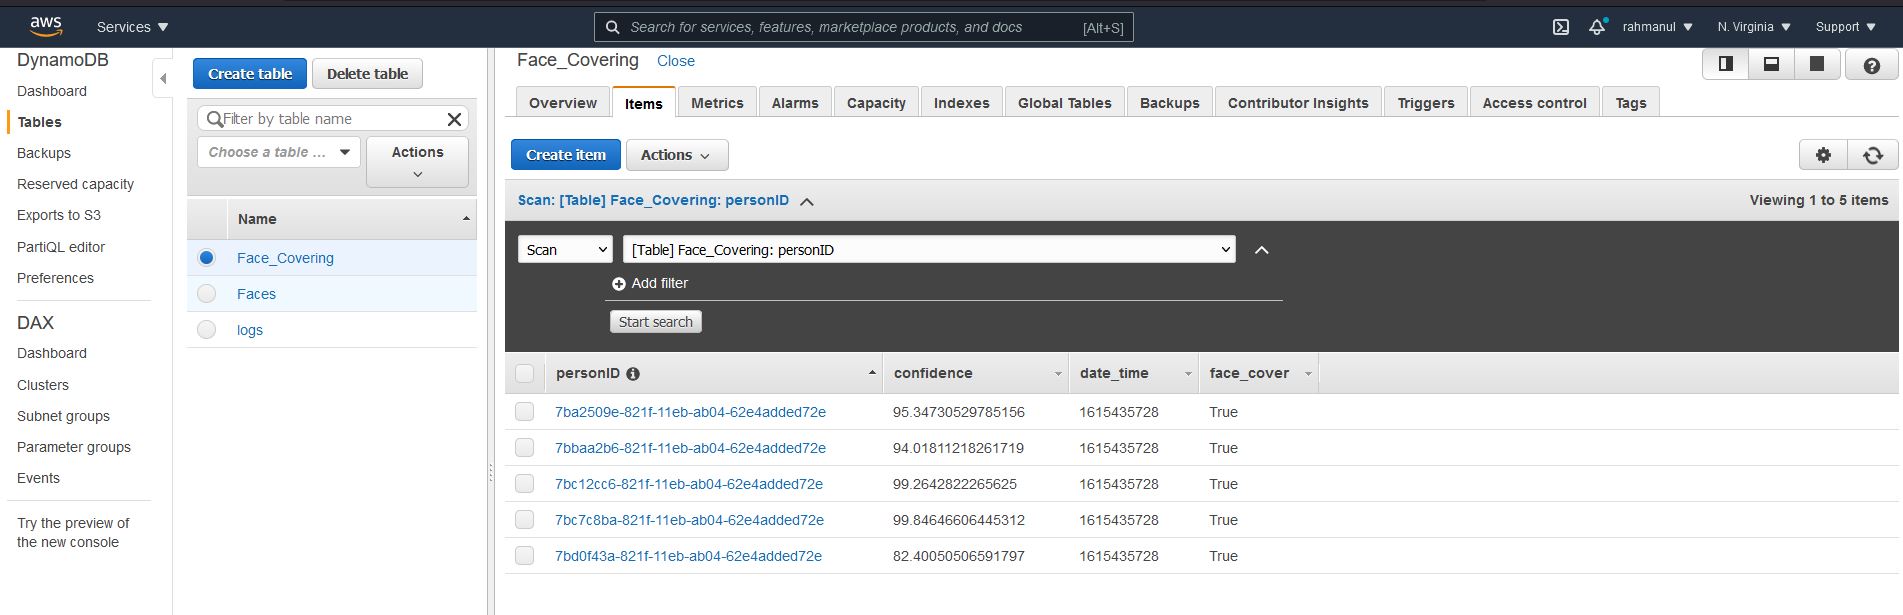 aws Services Search for services, features, marketplace products, and docs [Alt+S] rahmanul N. Virginia Support
DynamoDB
Dashboard
Tables
Backups
Reserved capacity
Exports to S3
PartiQL editor
Preferences
DAX
Dashboard
Clusters
Subnet groups
Parameter groups
Events
Try the preview of
the new console
Create table Delete table
Filter by table name
Choose a table ... Actions
Name
Face_Covering
Faces
logs
Face_Covering Close
Overview Items Metrics Alarms Capacity Indexes Global Tables Backups Contributor Insights Triggers Access control Tags
Create item Actions
Scan: [Table] Face_Covering: personID Viewing 1 to 5 items
Scan [Table] Face_Covering: personID
Add filter
Start search
personID confidence date_time face_cover
7ba2509e-821f-11eb-ab04-62e4added72e 95.34730529785156 1615435728 True
7bbaa2b6-821f-11eb-ab04-62e4added72e 94.01811218261719 1615435728 True
7bc12cc6-821f-11eb-ab04-62e4added72e 99.2642822265625 1615435728 True
7bc7c8ba-821f-11eb-ab04-62e4added72e 99.84646606445312 1615435728 True
7bd0f43a-821f-11eb-ab04-62e4added72e 82.40050506591797 1615435728 True